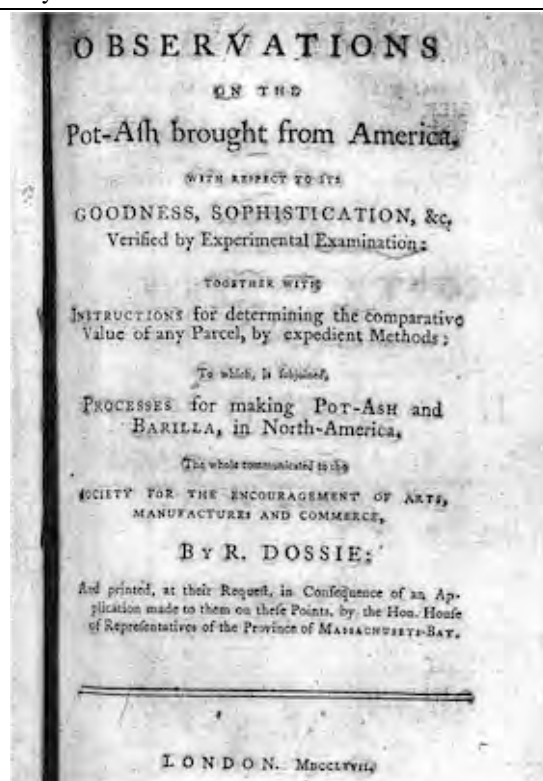 OBSERVATIONS
ON THE
Pot-Aſh brought from America,
WITH RESPECT TO ITS
GOODNESS, SOPHISTICATION, &c,
Verified by Experimental Examination:
TOGETHER WITH
INSTRUCTIONS for determining the comparative
Value of any Parcel, by expedient Methods;
To which, is ſubjoined,
PROCESSES for making POT-ASH and
BARILLA, in North-America,
The whole communicated to the
SOCIETY FOR THE ENCOURAGEMENT OF ARTS,
MANUFACTURES AND COMMERCE,
BY R. DOSSIE:
And printed, at their Requeſt, in Conſequence of an Ap-
plication made to them on theſe Points, by the Hon. Houſe
of Repreſentatives of the Province of MASSACHUSETS-BAY.
LONDON.